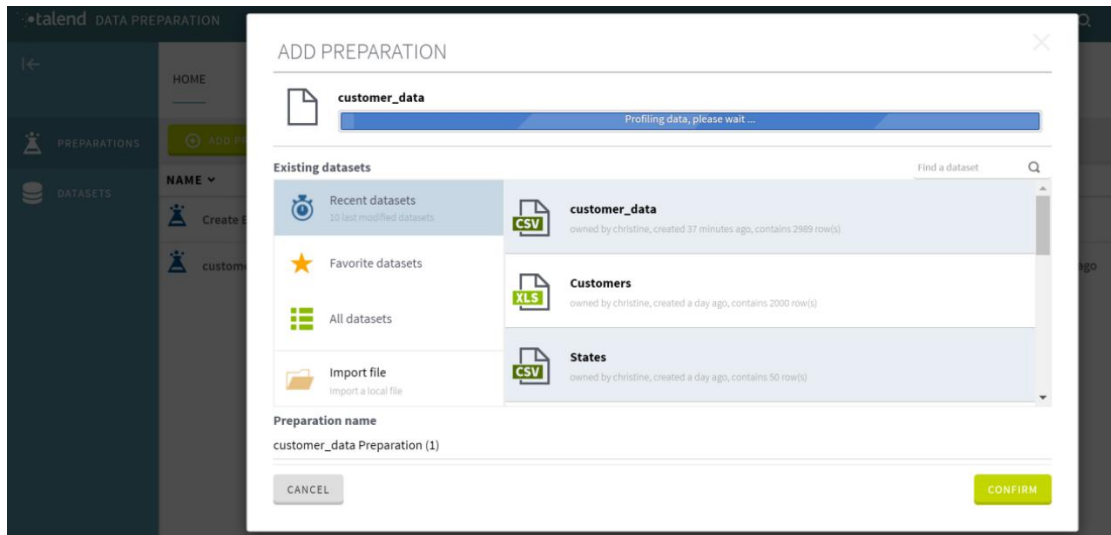 talend DATA PREPARATION
HOME
PREPARATIONS
DATASETS
ADD
NAME
Create
ago
ADD PREPARATION
customer_data
Profiling data, please wait ...
Existing datasets
Find a dataset
Recent datasets
10 last modified datasets
Favorite datasets
All datasets
Import file
Import a local file
CSV
customer_data
owned by christine, created 37 minutes ago, contains 2989 row(s)
XLS
Customers
owned by christine, created a day ago, contains 2000 row(s)
CSV
States
owned by christine, created a day ago, contains 50 row(s)
Preparation name
customer_data Preparation (1)
CANCEL
CONFIRM